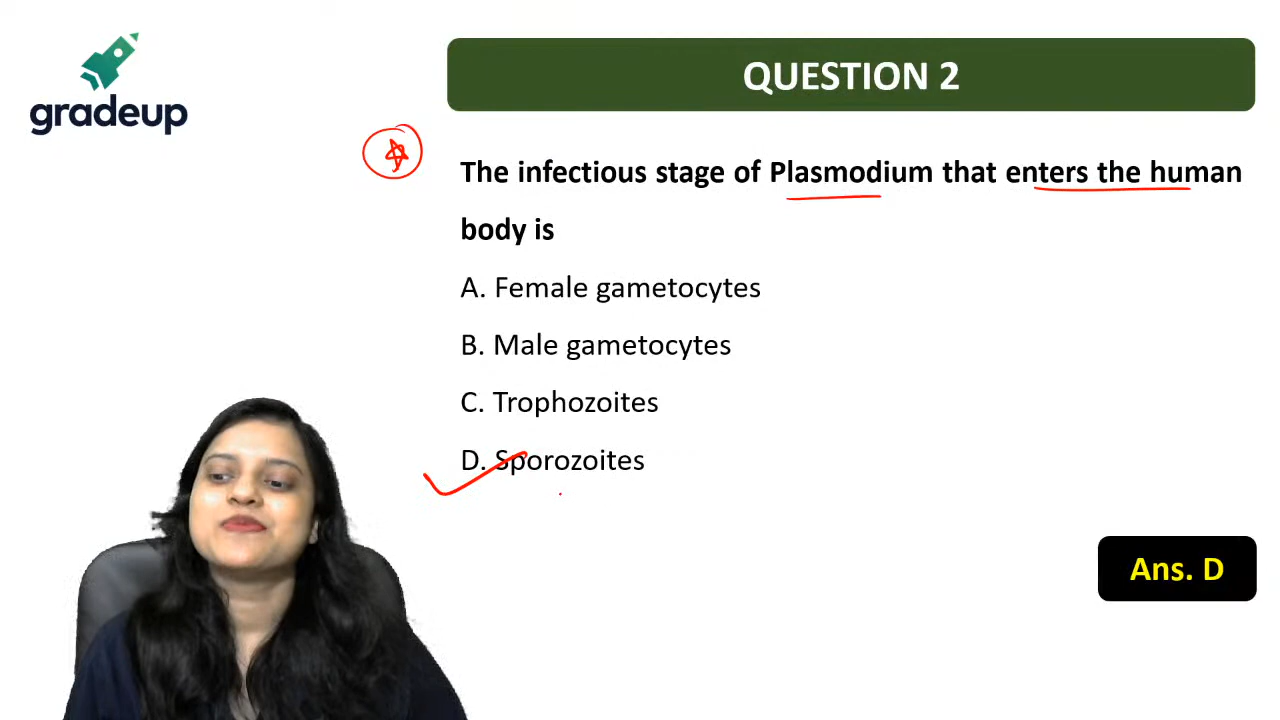 gradeup
QUESTION 2
The infectious stage of Plasmodium that enters the human
body is
A. Female gametocytes
B. Male gametocytes
C. Trophozoites
D. Sporozoites
Ans. D